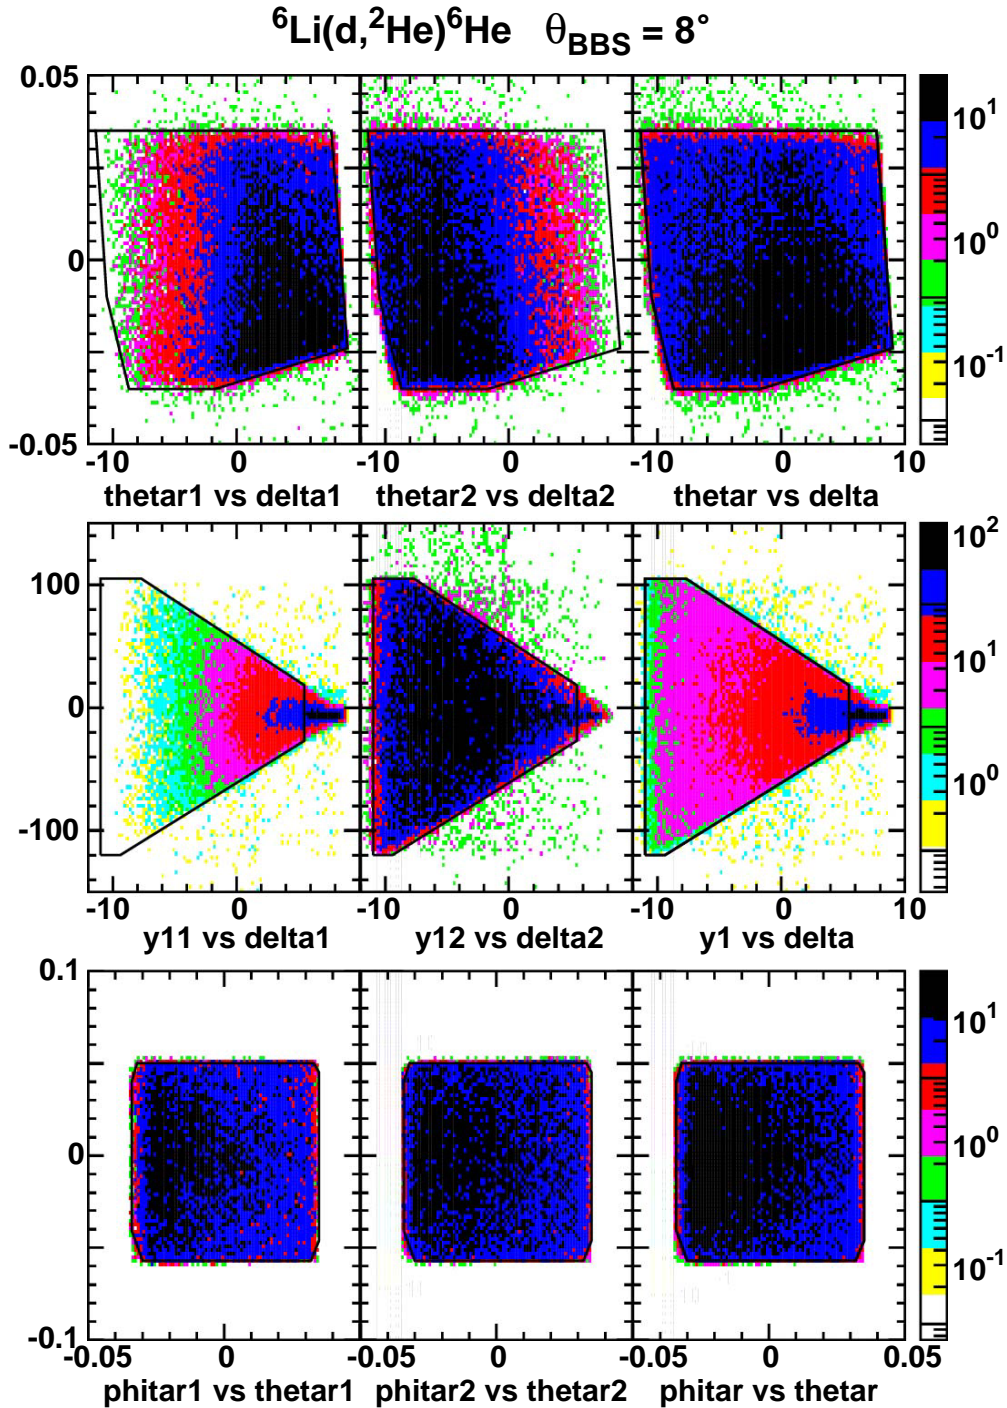 ⁶Li(d,²He)⁶He θBBS = 8°
0.05
0
-0.05
10¹
10⁰
10⁻¹
-10 0 -10 0 -10 0 10
thetar1 vs delta1 thetar2 vs delta2 thetar vs delta
100
0
-100
10²
10¹
10⁰
-10 0 -10 0 -10 0 10
y11 vs delta1 y12 vs delta2 y1 vs delta
0.1
0
-0.1
10¹
10⁰
10⁻¹
-0.05 0 -0.05 0 -0.05 0 0.05
phitar1 vs thetar1 phitar2 vs thetar2 phitar vs thetar